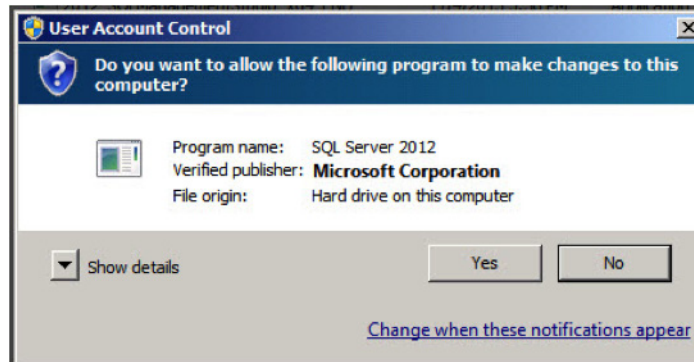 User Account Control
Do you want to allow the following program to make changes to this
computer?
Program name: SQL Server 2012
Verified publisher: Microsoft Corporation
File origin: Hard drive on this computer
Show details
Yes
No
Change when these notifications appear